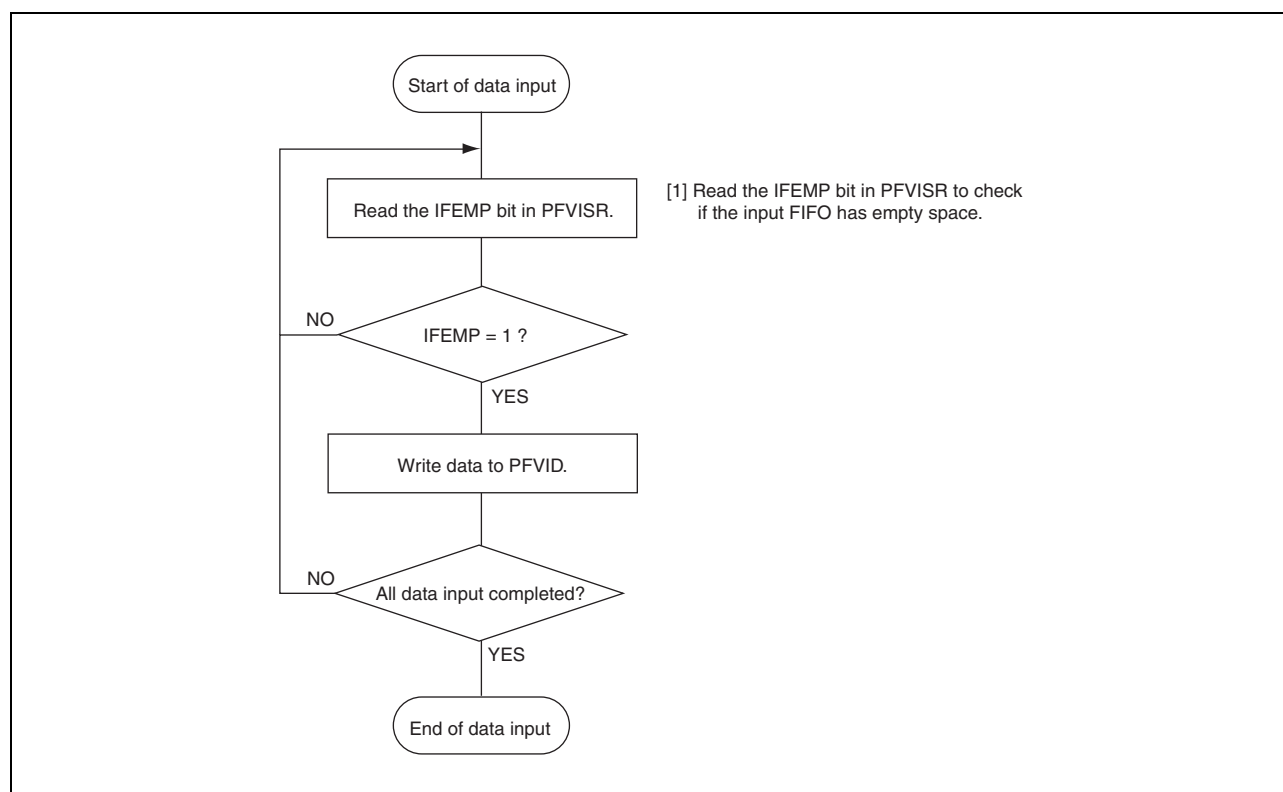 Start of data input
Read the IFEMP bit in PFVISR.
[1] Read the IFEMP bit in PFVISR to check
if the input FIFO has empty space.
NO
IFEMP = 1 ?
YES
Write data to PFVID.
NO
All data input completed?
YES
End of data input